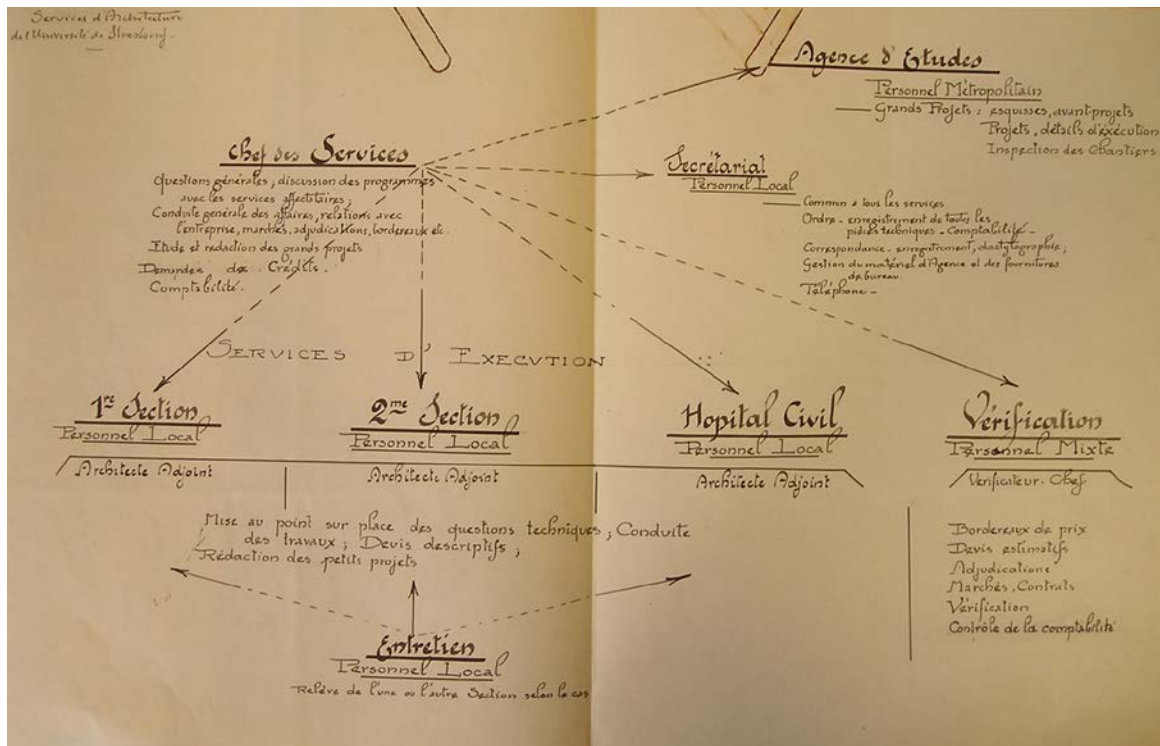 Services d'Architecture
de l'Université de Strasbourg.
Agence d'Etudes
Personnel Métropolitain
Grands Projets : esquisses, avant-projets
Projets, détails d'exécution
Inspection des Chantiers
Chef des Services
Questions générales, discussion des programmes
avec les services affectataires ;
Conduite générale des affaires, relations avec
l'entreprise, marchés, adjudications, bordereaux etc.
Etude et rédaction des grands projets
Demandes de Crédits.
Comptabilité.
Secrétariat
Personnel Local
Commun à tous les services
Ordre - enregistrement de toutes les
pièces techniques - Comptabilité -
Correspondance - enregistrement, dactylographie ;
Gestion du matériel d'Agence et des fournitures
de bureau.
Téléphone -
SERVICES D'EXECUTION
1re Section
Personnel Local
Architecte Adjoint
2me Section
Personnel Local
Architecte Adjoint
Hopital Civil
Personnel Local
Architecte Adjoint
Vérification
Personnel Mixte
Vérificateur-Chef
Mise au point sur place des questions techniques ; Conduite
des travaux ; Devis descriptifs ;
Rédaction des petits projets
Bordereaux de prix
Devis estimatifs
Adjudications
Marchés, Contrats
Vérification
Contrôle de la comptabilité
Entretien
Personnel Local
Relève de l'une ou l'autre Section selon le cas